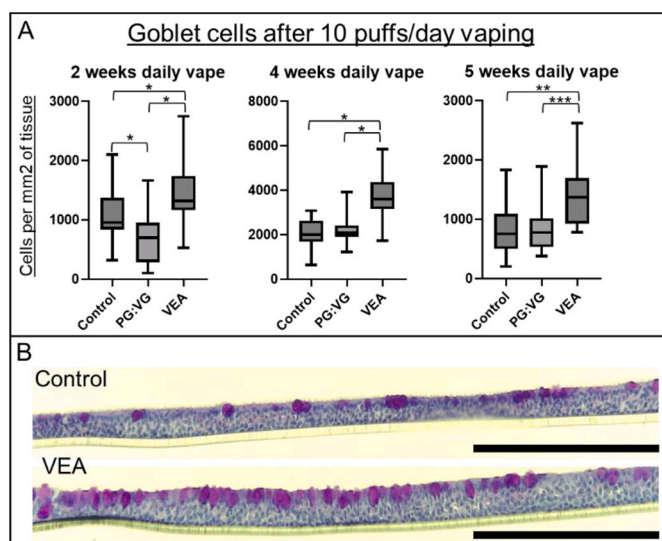 A
Goblet cells after 10 puffs/day vaping
2 weeks daily vape
4 weeks daily vape
5 weeks daily vape
Cells per mm2 of tissue
3000
2000
1000
0
*
*
*
Control
PG:VG
VEA
8000
6000
4000
2000
0
*
*
Control
PG:VG
VEA
3000
2000
1000
0
**
***
Control
PG:VG
VEA
B
Control
VEA